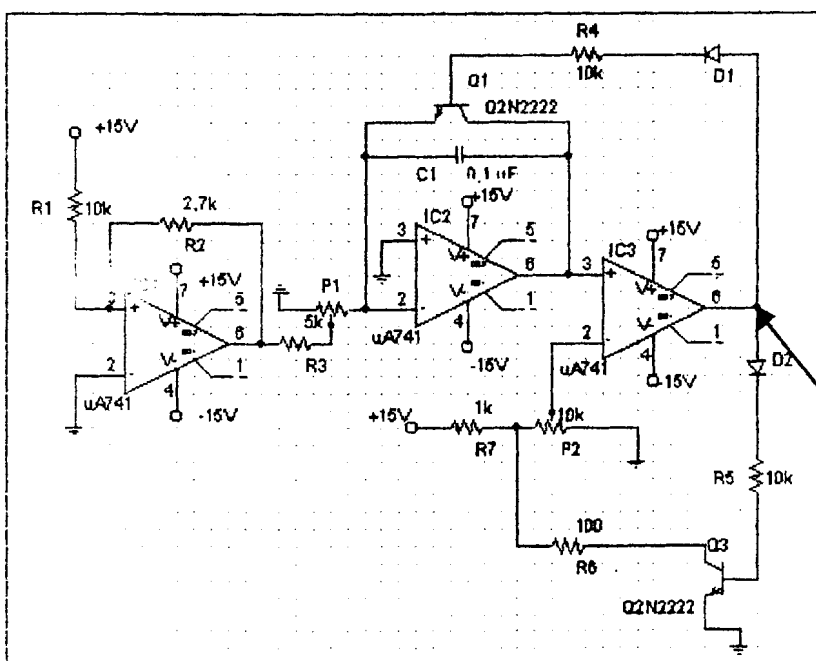 R4
10k
D1
Q1
Q2N2222
+15V
C1
0.1 uF
R1
10k
2,7k
R2
+15V
IC2
7
5
3
+
V+
V-
P1
5k
2
-
6
1
4
uA741
-15V
+15V
IC3
7
5
3
+
V+
V-
2
-
6
1
4
uA741
-15V
+15V
7
5
+
V+
V-
2
-
6
1
4
uA741
-15V
R3
D2
+15V
1k
R7
10k
P2
R5
10k
100
R6
Q3
Q2N2222